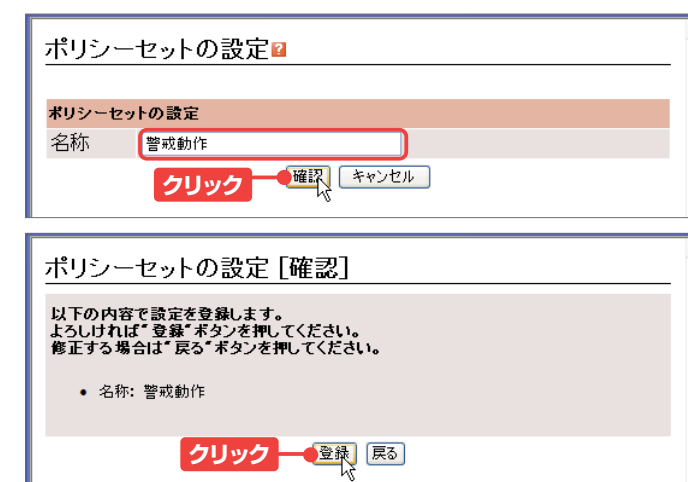 ポリシーセットの設定?
ポリシーセットの設定
名称 警戒動作
クリック 確認 キャンセル
ポリシーセットの設定 [確認]
以下の内容で設定を登録します。
よろしければ"登録"ボタンを押してください。
修正する場合は"戻る"ボタンを押してください。
• 名称: 警戒動作
クリック 登録 戻る